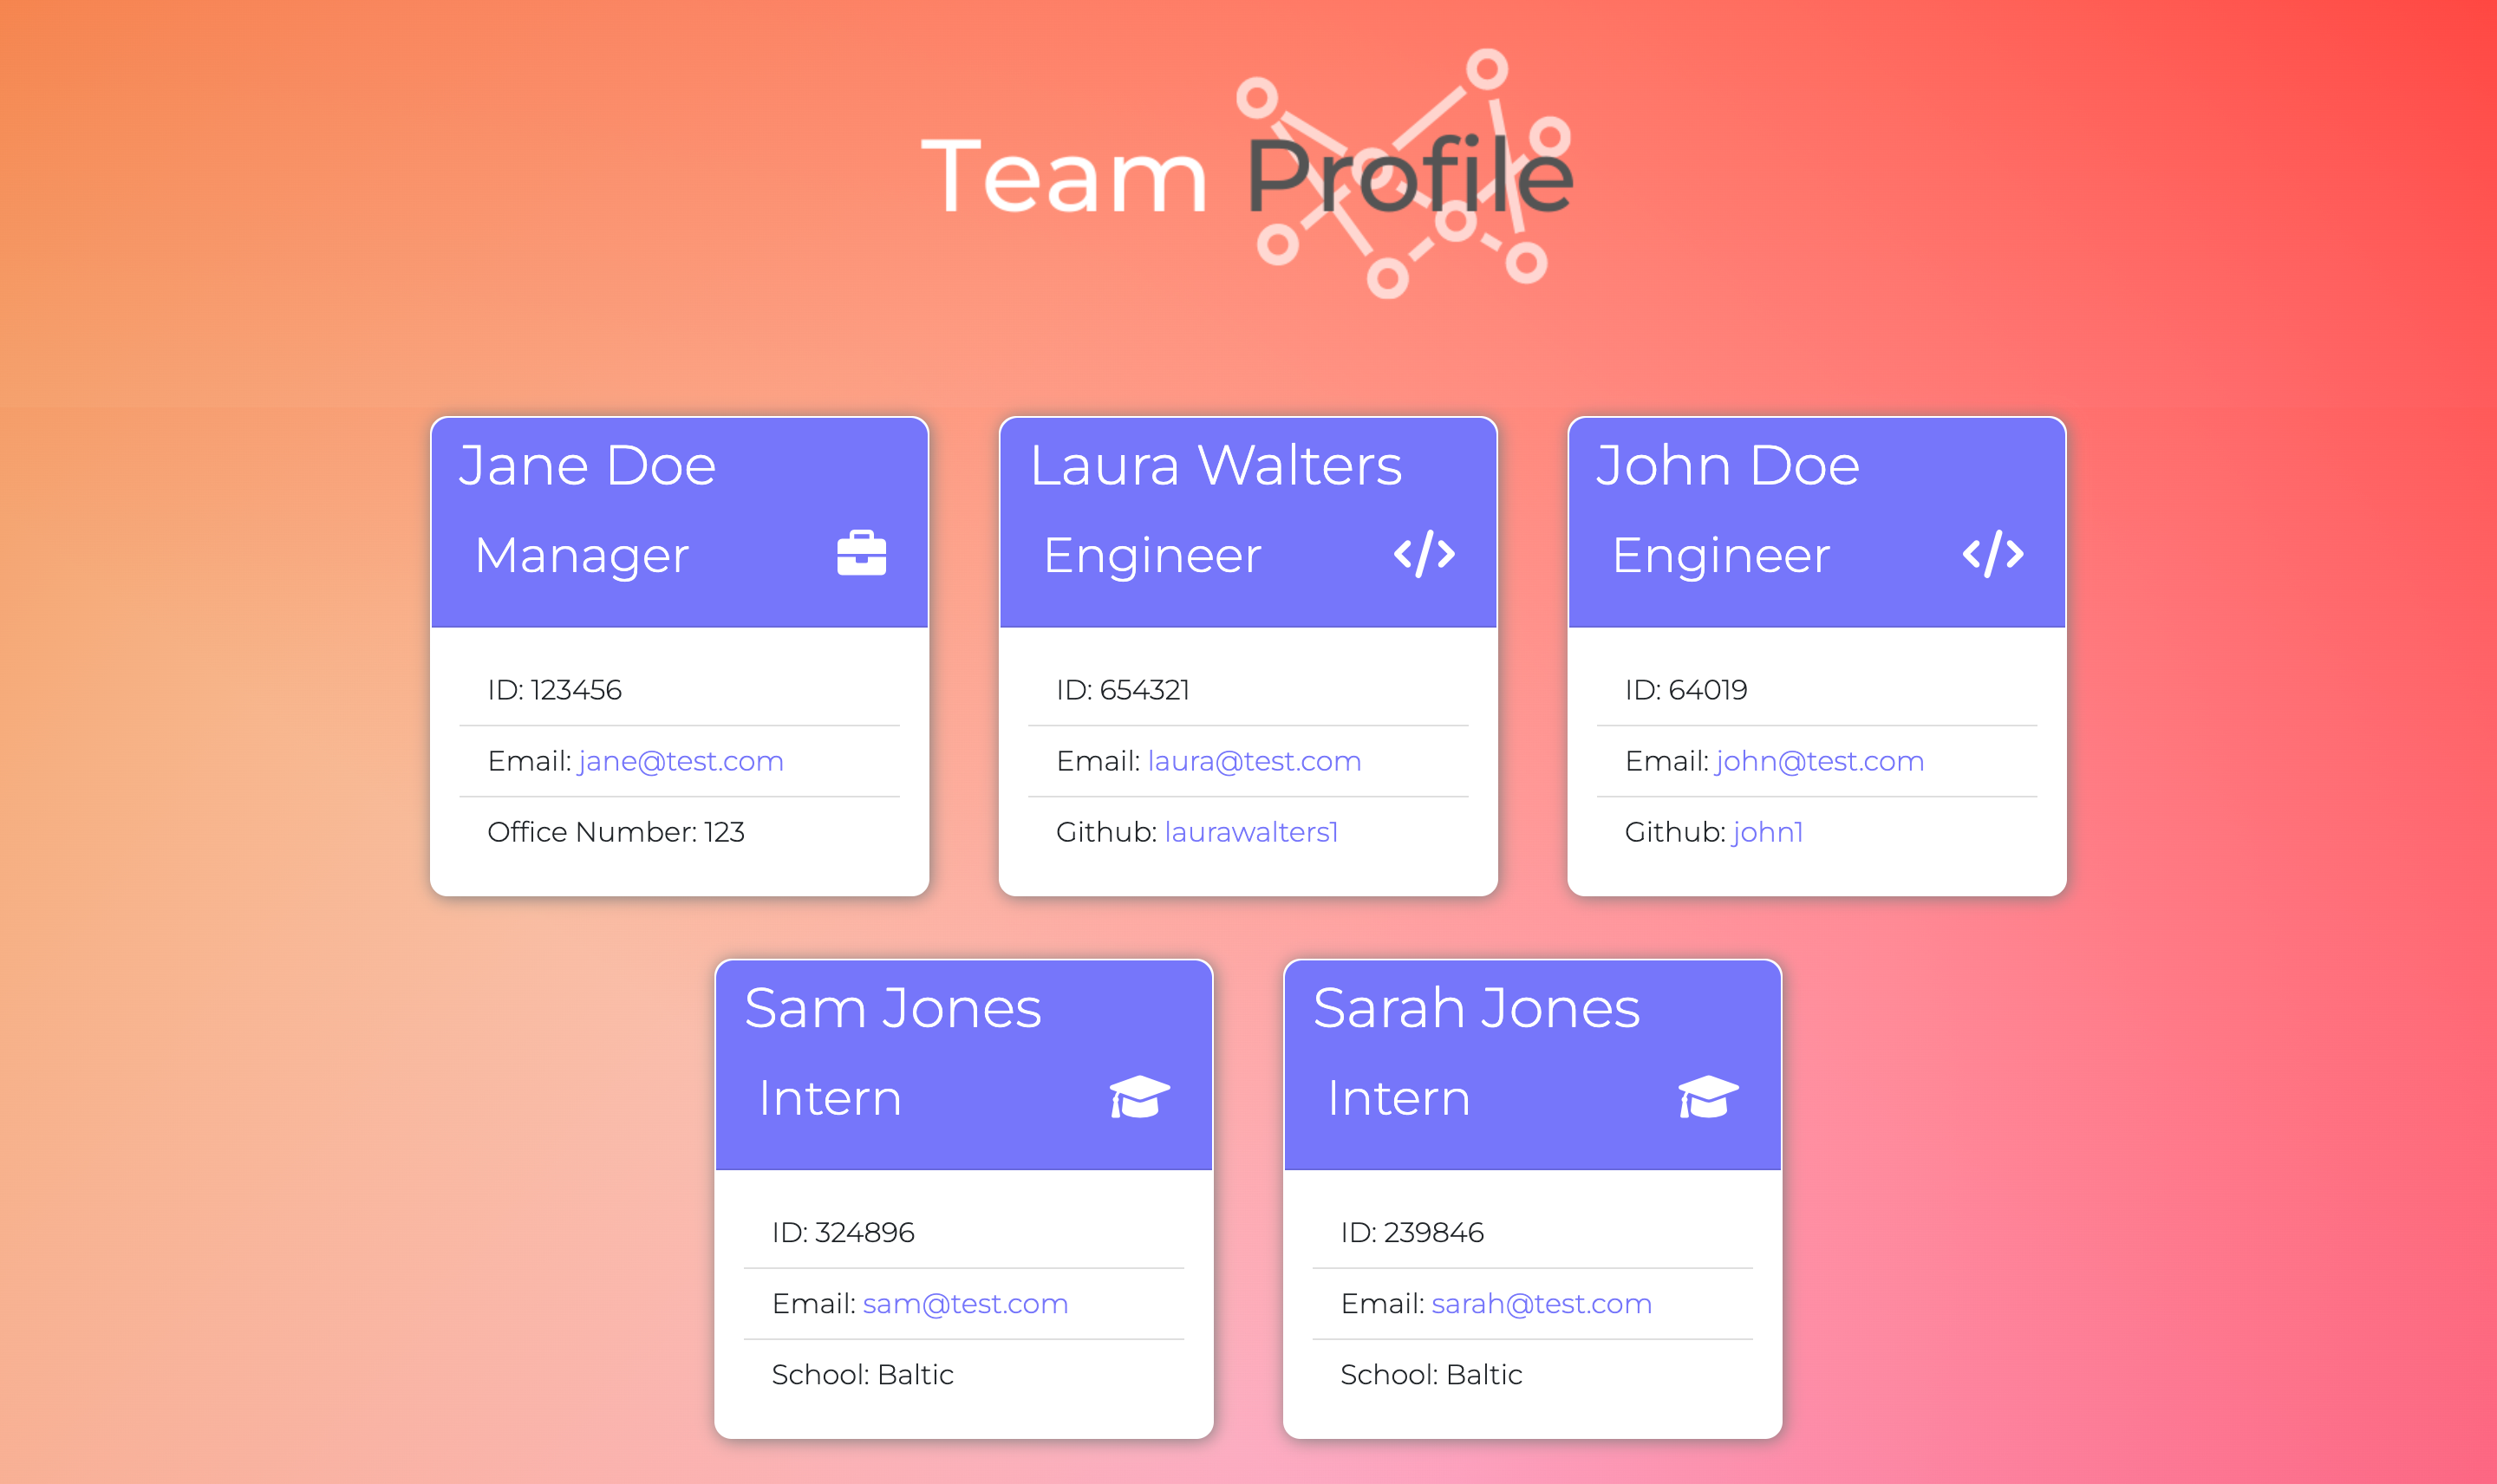 Team Profile
Jane Doe
Manager
ID: 123456
Email: jane@test.com
Office Number: 123
Laura Walters
Engineer
ID: 654321
Email: laura@test.com
Github: laurawalters1
John Doe
Engineer
ID: 64019
Email: john@test.com
Github: john1
Sam Jones
Intern
ID: 324896
Email: sam@test.com
School: Baltic
Sarah Jones
Intern
ID: 239846
Email: sarah@test.com
School: Baltic